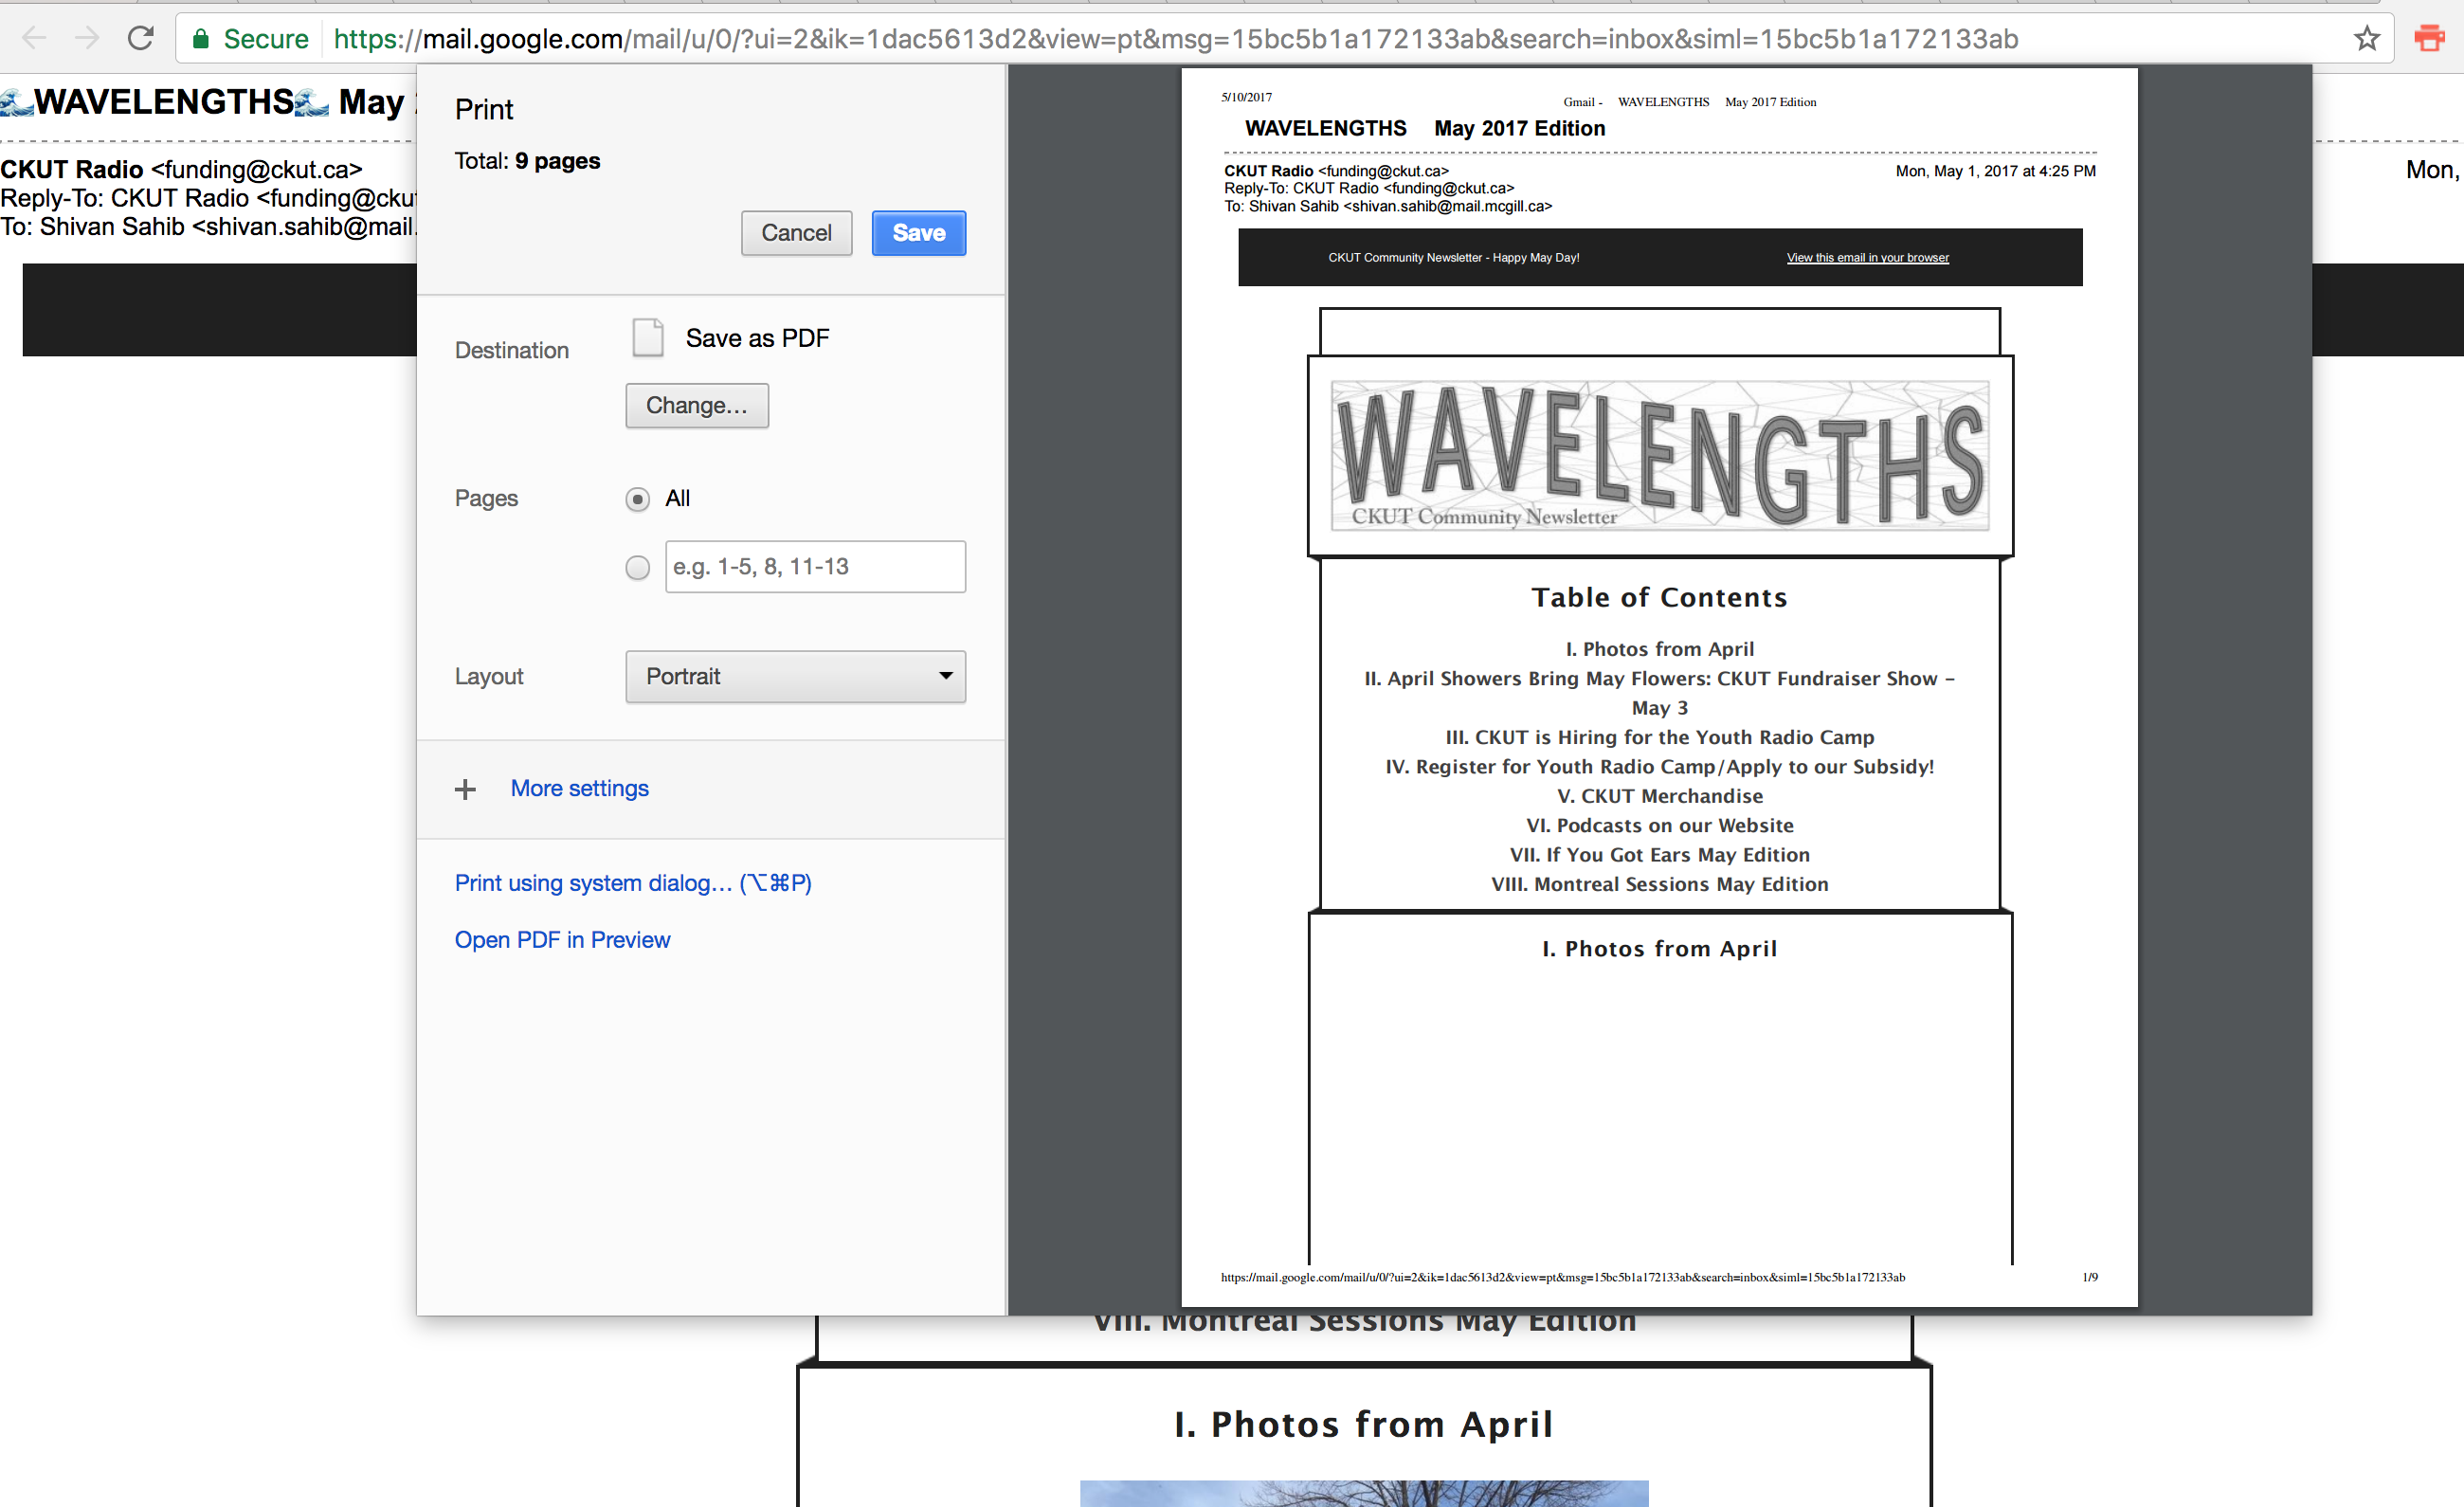 Secure https://mail.google.com/mail/u/0/?ui=2&ik=1dac5613d2&view=pt&msg=15bc5b1a172133ab&search=inbox&siml=15bc5b1a172133ab
🌊WAVELENGTHS🌊 May
CKUT Radio <funding@ckut.ca>
Mon,
Reply-To: CKUT Radio <funding@ckut
To: Shivan Sahib <shivan.sahib@mail.
Print
Total: 9 pages
Cancel
Save
Destination
Save as PDF
Change...
Pages
All
e.g. 1-5, 8, 11-13
Layout
Portrait
+ More settings
Print using system dialog... (⌥⌘P)
Open PDF in Preview
5/10/2017
Gmail - WAVELENGTHS May 2017 Edition
WAVELENGTHS May 2017 Edition
CKUT Radio <funding@ckut.ca>
Mon, May 1, 2017 at 4:25 PM
Reply-To: CKUT Radio <funding@ckut.ca>
To: Shivan Sahib <shivan.sahib@mail.mcgill.ca>
CKUT Community Newsletter - Happy May Day!
View this email in your browser
WAVELENGTHS
CKUT Community Newsletter
Table of Contents
I. Photos from April
II. April Showers Bring May Flowers: CKUT Fundraiser Show -
May 3
III. CKUT is Hiring for the Youth Radio Camp
IV. Register for Youth Radio Camp/Apply to our Subsidy!
V. CKUT Merchandise
VI. Podcasts on our Website
VII. If You Got Ears May Edition
VIII. Montreal Sessions May Edition
I. Photos from April
https://mail.google.com/mail/u/0/?ui=2&ik=1dac5613d2&view=pt&msg=15bc5b1a172133ab&search=inbox&siml=15bc5b1a172133ab
1/9
VIII. Montreal Sessions May Edition
I. Photos from April